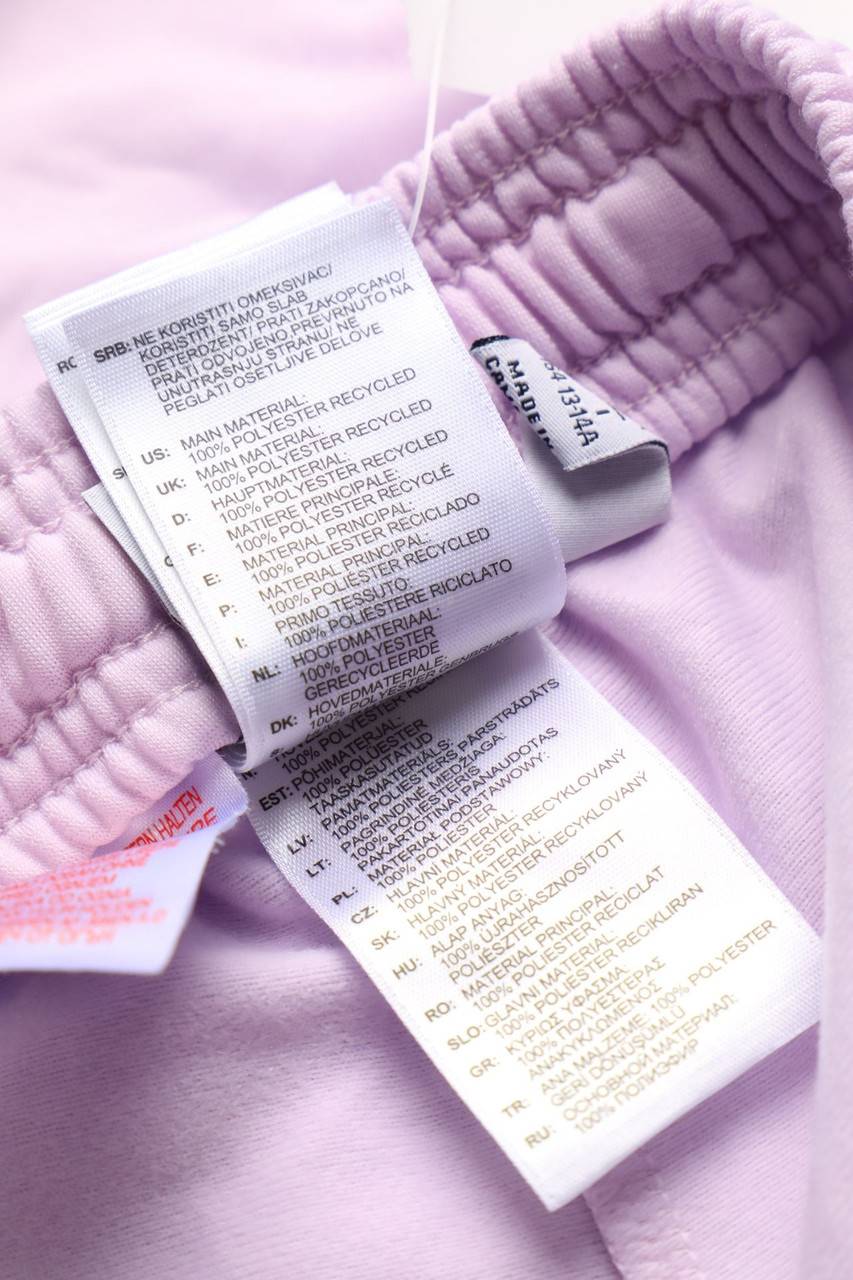 SRB: NE KORISTITI OMEKSIVAC/
KORISTITI SAMO SLAB
DETERDZENT/ PRATI ZAKOPCANO/
PRATI ODVOJENO PREVRNUTO NA
UNUTRASNJU STRANU/ NE
PEGLATI OSETLJIVE DELOVE
US: MAIN MATERIAL:
100% POLYESTER RECYCLED
UK: MAIN MATERIAL:
100% POLYESTER RECYCLED
D: HAUPTMATERIAL:
100% POLYESTER RECYCLED
F: MATIERE PRINCIPALE:
100% POLYESTER RECYCLÉ
E: MATERIAL PRINCIPAL:
100% POLIESTER RECICLADO
P: MATERIAL PRINCIPAL:
100% POLIÉSTER RECYCLED
I: PRIMO TESSUTO:
100% POLIESTERE RICICLATO
NL: HOOFDMATERIAAL:
100% POLYESTER
GERECYCLEERDE
DK: HOVEDMATERIALE:
100% POLYESTER GENBRUGS
100% POLYESTER
EST: PÕHIMATERJAL:
100% POLÜESTER
TAASKASUTATUD
LV: PAMATMATERIĀLS:
100% POLIESTERS PĀRSTRĀDĀTS
LT: PAGRINDINĖ MEDŽIAGA:
100% POLIESTERIS
PAKARTOTINAI PANAUDOTAS
PL: MATERIAŁ PODSTAWOWY:
100% POLIESTER
CZ: HLAVNI MATERIÁL:
100% POLYESTER RECYKLOVANÝ
SK: HLAVNÝ MATERIÁL:
100% POLYESTER RECYKLOVANÝ
HU: ALAP ANYAG:
100% ÚJRAHASZNOSÍTOTT
POLIÉSZTER
RO: MATERIAL PRINCIPAL:
100% POLIESTER RECICLAT
SLO: GLAVNI MATERIAL:
100% POLIESTER RECIKLIRAN
GR: ΚΥΡΙΩΣ ΥΦΑΣΜΑ:
100% ΠΟΛΥΕΣΤΕΡΑΣ
ΑΝΑΚΥΚΛΩΜΕΝΟΣ
TR: ANA MALZEME: 100% POLYESTER
GERİ DÖNÜŞÜMLÜ
RU: ОСНОВНОЙ МАТЕРИАЛ:
100% ПОЛИЭФИР
13-14A
MADE IN
HALTEN